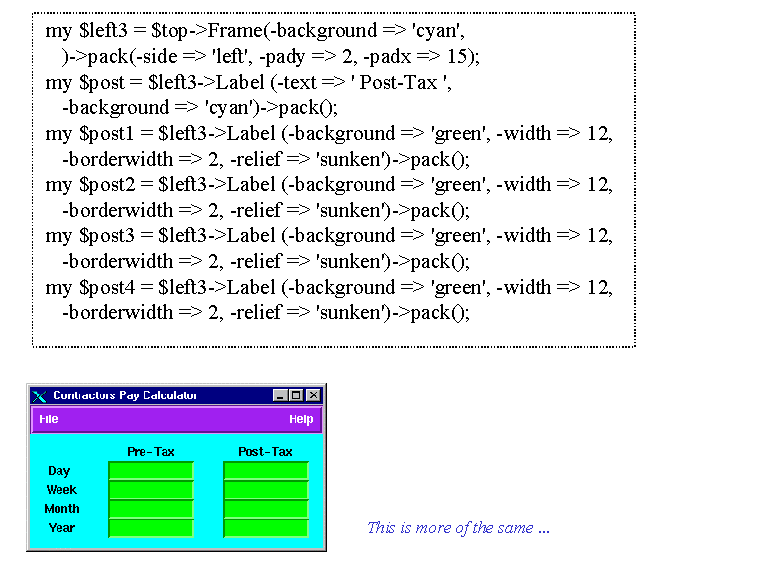 my $left3 = $top->Frame(-background => 'cyan',
)->pack(-side => 'left', -pady => 2, -padx => 15);
my $post = $left3->Label (-text => ' Post-Tax ',
-background => 'cyan')->pack();
my $post1 = $left3->Label (-background => 'green', -width => 12,
-borderwidth => 2, -relief => 'sunken')->pack();
my $post2 = $left3->Label (-background => 'green', -width => 12,
-borderwidth => 2, -relief => 'sunken')->pack();
my $post3 = $left3->Label (-background => 'green', -width => 12,
-borderwidth => 2, -relief => 'sunken')->pack();
my $post4 = $left3->Label (-background => 'green', -width => 12,
-borderwidth => 2, -relief => 'sunken')->pack();
Contractors Pay Calculator
File Help
Pre-Tax Post-Tax
Day
Week
Month
Year
This is more of the same ...